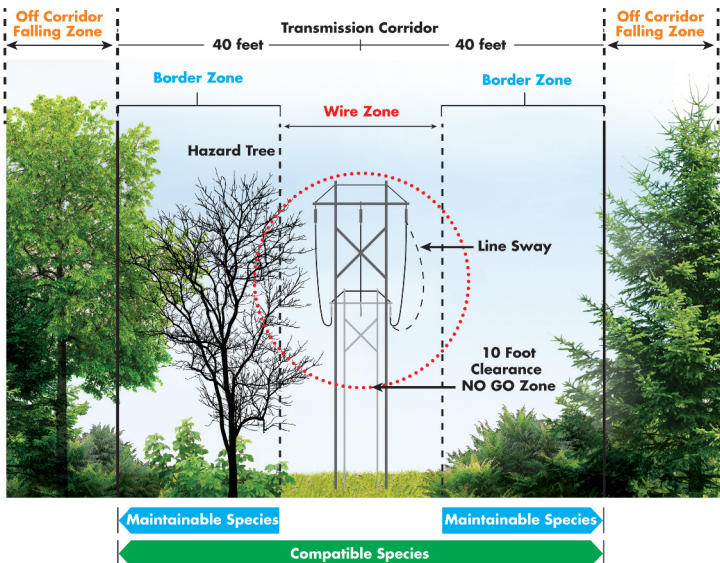 Off Corridor
Falling Zone
Transmission Corridor
Off Corridor
Falling Zone
40 feet
40 feet
Border Zone
Border Zone
Wire Zone
Hazard Tree
Line Sway
10 Foot
Clearance
NO GO Zone
Maintainable Species
Maintainable Species
Compatible Species